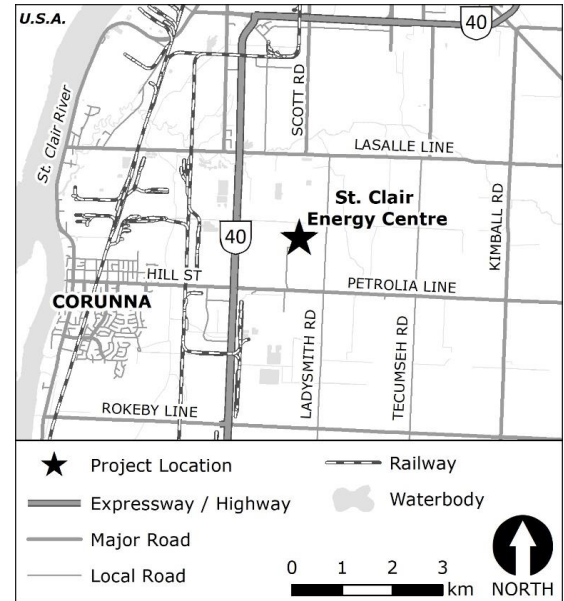 U.S.A.
40
SCOTT RD
St. Clair River
LASALLE LINE
St. Clair
Energy Centre
KIMBALL RD
40
HILL ST
PETROLIA LINE
CORUNNA
LADYSMITH RD
TECUMSEH RD
ROKEBY LINE
Project Location
Railway
Expressway / Highway
Waterbody
Major Road
Local Road
0 1 2 3
km
NORTH